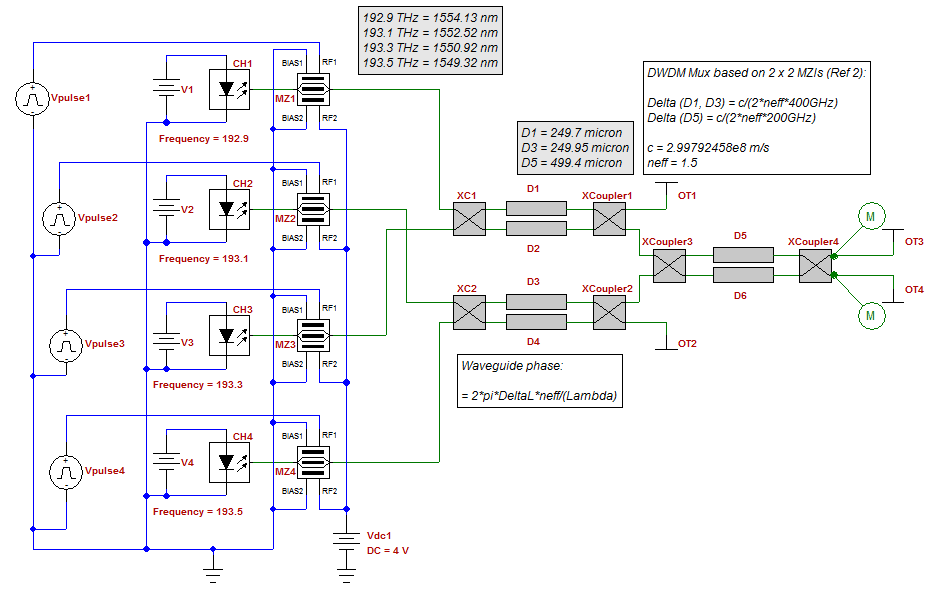 192.9 THz = 1554.13 nm
193.1 THz = 1552.52 nm
193.3 THz = 1550.92 nm
193.5 THz = 1549.32 nm
DWDM Mux based on 2 x 2 MZIs (Ref 2):
Delta (D1, D3) = c/(2*neff*400GHz)
Delta (D5) = c/(2*neff*200GHz)
c = 2.99792458e8 m/s
neff = 1.5
D1 = 249.7 micron
D3 = 249.95 micron
D5 = 499.4 micron
Vpulse1
V1
CH1
BIAS1
RF1
MZ1
BIAS2
RF2
Frequency = 192.9
Vpulse2
V2
CH2
BIAS1
RF1
MZ2
BIAS2
RF2
Frequency = 193.1
Vpulse3
V3
CH3
BIAS1
RF1
MZ3
BIAS2
RF2
Frequency = 193.3
Vpulse4
V4
CH4
BIAS1
RF1
MZ4
BIAS2
RF2
Frequency = 193.5
Vdc1
DC = 4 V
XC1
D1
D2
XCoupler1
OT1
XC2
D3
D4
XCoupler2
OT2
XCoupler3
D5
D6
XCoupler4
M
OT3
OT4
M
Waveguide phase:
= 2*pi*DeltaL*neff/(Lambda)